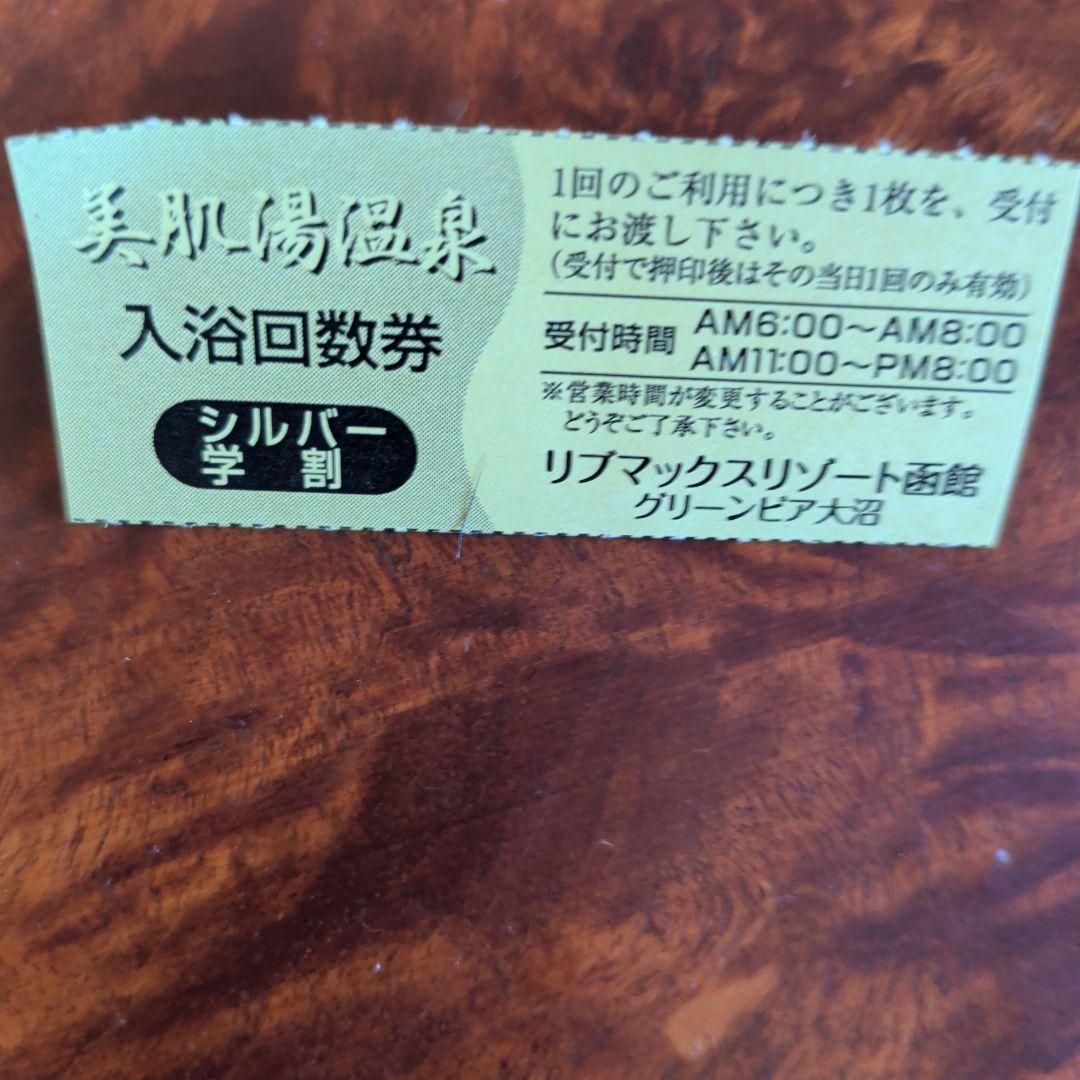 美肌湯温泉
入浴回数券
シルバー
学割
1回のご利用につき1枚を、受付
にお渡し下さい。
(受付で押印後はその当日1回のみ有効)
受付時間 AM6:00〜AM8:00
AM11:00〜PM8:00
※営業時間が変更することがございます。
どうぞご了承下さい。
リブマックスリゾート函館
グリーンピア大沼